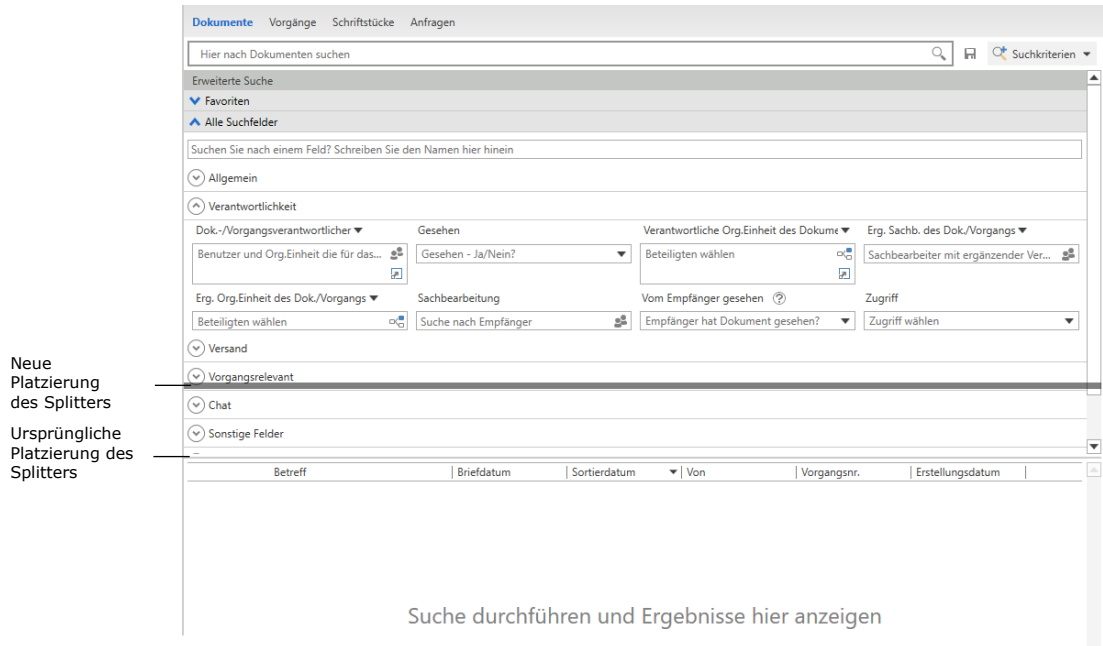 Dokumente Vorgänge Schriftstücke Anfragen
Hier nach Dokumenten suchen Suchkriterien
Erweiterte Suche
Favoriten
Alle Suchfelder
Suchen Sie nach einem Feld? Schreiben Sie den Namen hier hinein
Allgemein
Verantwortlichkeit
Dok.-/Vorgangsverantwortlicher Gesehen Verantwortliche Org.Einheit des Dokume Erg. Sachb. des Dok./Vorgangs
Benutzer und Org.Einheit die für das... Gesehen - Ja/Nein? Beteiligten wählen Sachbearbeiter mit ergänzender Ver...
Erg. Org.Einheit des Dok./Vorgangs Sachbearbeitung Vom Empfänger gesehen ? Zugriff
Beteiligten wählen Suche nach Empfänger Empfänger hat Dokument gesehen? Zugriff wählen
Versand
Neue
Platzierung
des Splitters
Vorgangsrelevant
Chat
Ursprüngliche
Platzierung des
Splitters
Sonstige Felder
Betreff Briefdatum Sortierdatum Von Vorgangsnr. Erstellungsdatum
Suche durchführen und Ergebnisse hier anzeigen